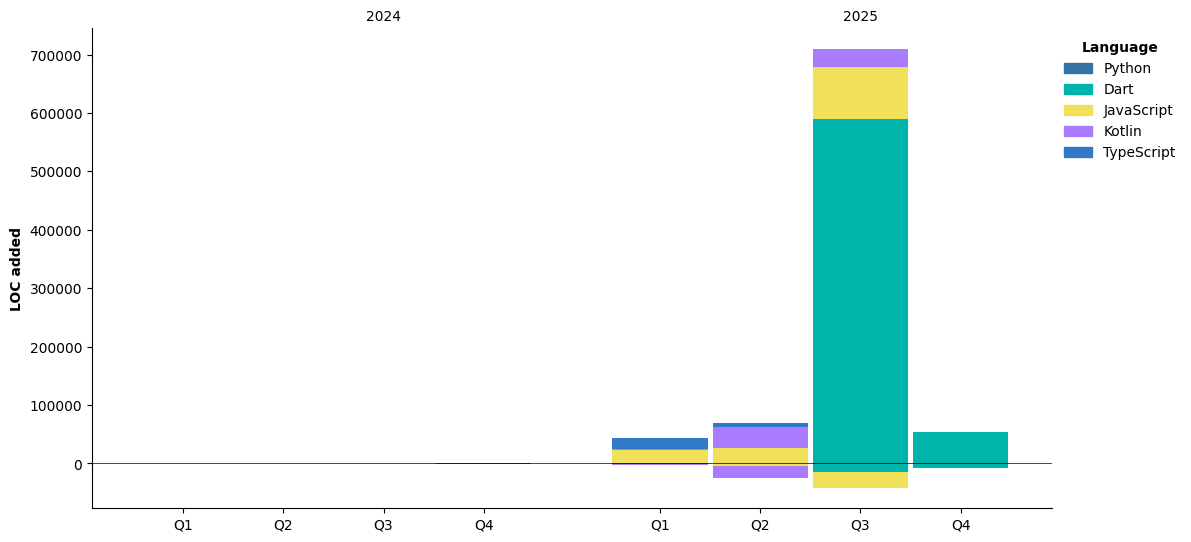 2024 2025
Language
Python
Dart
JavaScript
Kotlin
TypeScript
LOC added
700000
600000
500000
400000
300000
200000
100000
0
Q1 Q2 Q3 Q4 Q1 Q2 Q3 Q4